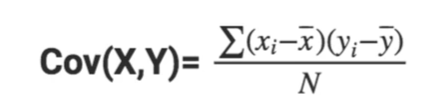 Cov(X,Y)= ∑(xᵢ−x̅)(yᵢ−y̅) / N